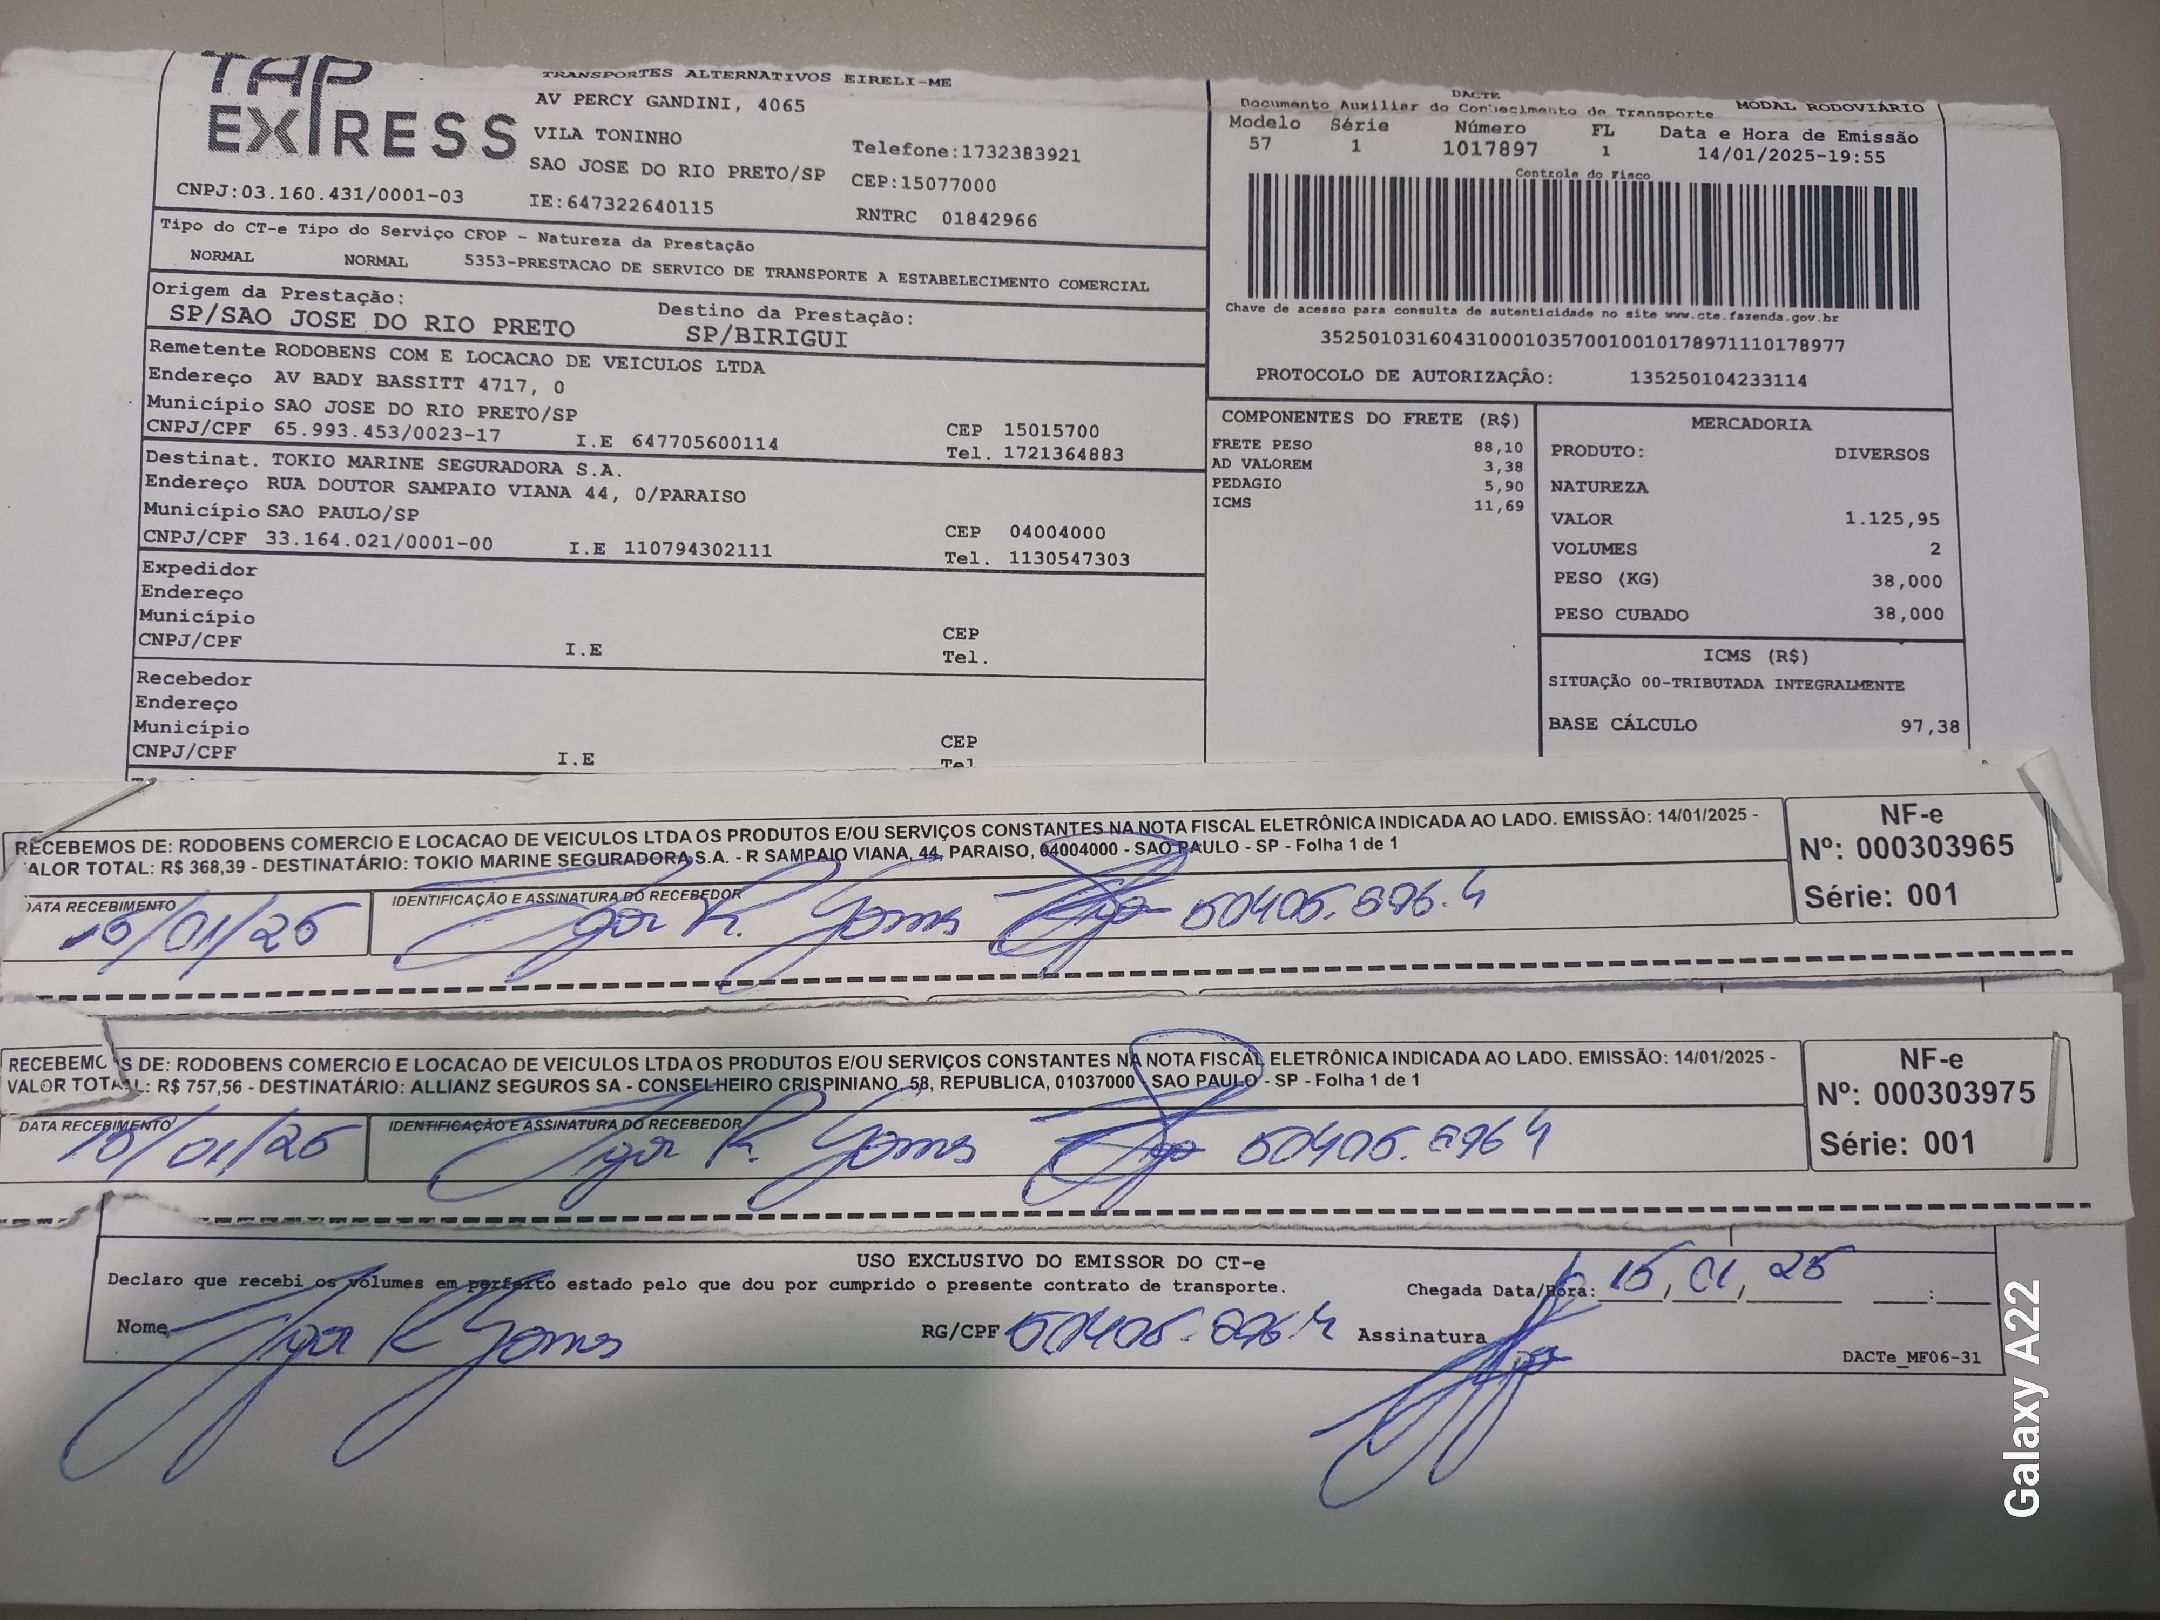 TAP
EXPRESS
TRANSPORTES ALTERNATIVOS EIRELI-ME
AV PERCY GANDINI, 4065
VILA TONINHO
Telefone:1732383921
SAO JOSE DO RIO PRETO/SP CEP:15077000
CNPJ:03.160.431/0001-03 IE:647322640115 RNTRC 01842966
Tipo do CT-e Tipo do Serviço CFOP - Natureza da Prestação
NORMAL NORMAL 5353-PRESTACAO DE SERVICO DE TRANSPORTE A ESTABELECIMENTO COMERCIAL
Origem da Prestação: Destino da Prestação:
SP/SAO JOSE DO RIO PRETO SP/BIRIGUI
Remetente RODOBENS COM E LOCACAO DE VEICULOS LTDA
Endereço AV BADY BASSITT 4717, 0
Município SAO JOSE DO RIO PRETO/SP CEP 15015700
CNPJ/CPF 65.993.453/0023-17 I.E 647705600114 Tel. 1721364883
Destinat. TOKIO MARINE SEGURADORA S.A.
Endereço RUA DOUTOR SAMPAIO VIANA 44, 0/PARAISO
Município SAO PAULO/SP CEP 04004000
CNPJ/CPF 33.164.021/0001-00 I.E 110794302111 Tel. 1130547303
Expedidor
Endereço
Município CEP
CNPJ/CPF I.E Tel.
Recebedor
Endereço
Município CEP
CNPJ/CPF I.E Tel
DACTE
Documento Auxiliar do Conhecimento de Transporte MODAL RODOVIÁRIO
Modelo Série Número FL Data e Hora de Emissão
57 1 1017897 1 14/01/2025-19:55
Controle do Fisco
Chave de acesso para consulta de autenticidade no site www.cte.fazenda.gov.br
35250103160431000103570010010178971110178977
PROTOCOLO DE AUTORIZAÇÃO: 135250104233114
COMPONENTES DO FRETE (R$)
FRETE PESO 88,10
AD VALOREM 3,38
PEDAGIO 5,90
ICMS 11,69
MERCADORIA
PRODUTO: DIVERSOS
NATUREZA
VALOR 1.125,95
VOLUMES 2
PESO (KG) 38,000
PESO CUBADO 38,000
ICMS (R$)
SITUAÇÃO 00-TRIBUTADA INTEGRALMENTE
BASE CÁLCULO 97,38
RECEBEMOS DE: RODOBENS COMERCIO E LOCACAO DE VEICULOS LTDA OS PRODUTOS E/OU SERVIÇOS CONSTANTES NA NOTA FISCAL ELETRÔNICA INDICADA AO LADO. EMISSÃO: 14/01/2025 -
VALOR TOTAL: R$ 368,39 - DESTINATÁRIO: TOKIO MARINE SEGURADORA S.A. - R SAMPAIO VIANA, 44, PARAISO, 04004000 - SAO PAULO - SP - Folha 1 de 1
NF-e
Nº: 000303965
Série: 001
DATA RECEBIMENTO IDENTIFICAÇÃO E ASSINATURA DO RECEBEDOR
15/01/25 Igor K. Gomes
RECEBEMOS DE: RODOBENS COMERCIO E LOCACAO DE VEICULOS LTDA OS PRODUTOS E/OU SERVIÇOS CONSTANTES NA NOTA FISCAL ELETRÔNICA INDICADA AO LADO. EMISSÃO: 14/01/2025 -
VALOR TOTAL: R$ 757,56 - DESTINATÁRIO: ALLIANZ SEGUROS SA - CONSELHEIRO CRISPINIANO, 58, REPUBLICA, 01037000 - SAO PAULO - SP - Folha 1 de 1
NF-e
Nº: 000303975
Série: 001
DATA RECEBIMENTO IDENTIFICAÇÃO E ASSINATURA DO RECEBEDOR
15/01/25 Igor K. Gomes
USO EXCLUSIVO DO EMISSOR DO CT-e
Declaro que recebi os volumes em perfeito estado pelo que dou por cumprido o presente contrato de transporte.
Chegada Data/Hora: 15/01/25 :
Nome Igor K Gomes RG/CPF Assinatura
DACTe_MF06-31
Galaxy A22